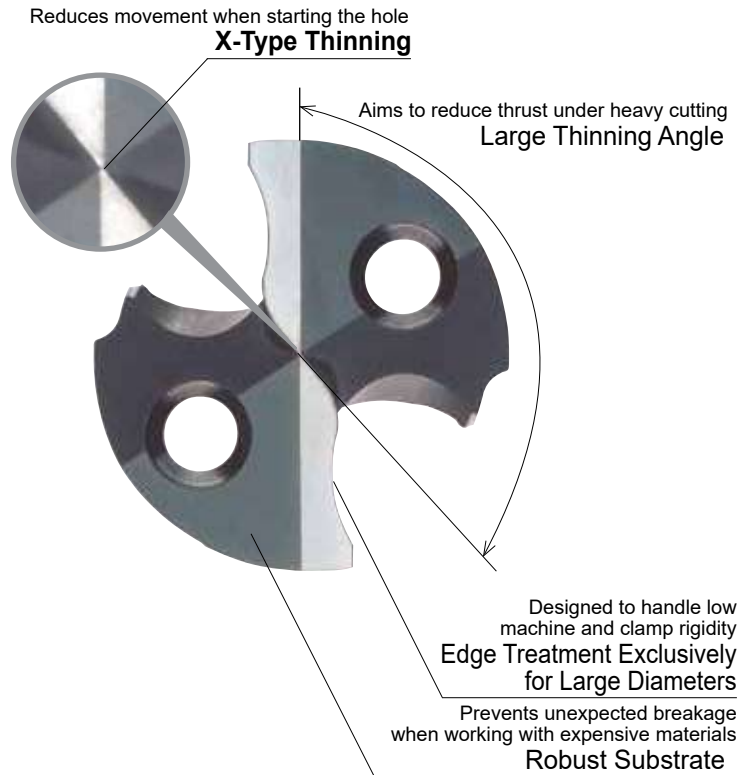 Reduces movement when starting the hole
X-Type Thinning
Aims to reduce thrust under heavy cutting
Large Thinning Angle
Designed to handle low
machine and clamp rigidity
Edge Treatment Exclusively
for Large Diameters
Prevents unexpected breakage
when working with expensive materials
Robust Substrate